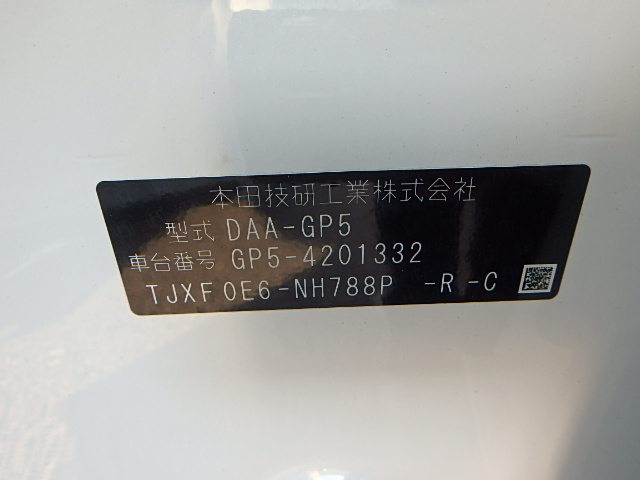 本田技研工業株式会社
型式 DAA-GP5
車台番号 GP5-4201332
TJXF0E6-NH788P -R-C